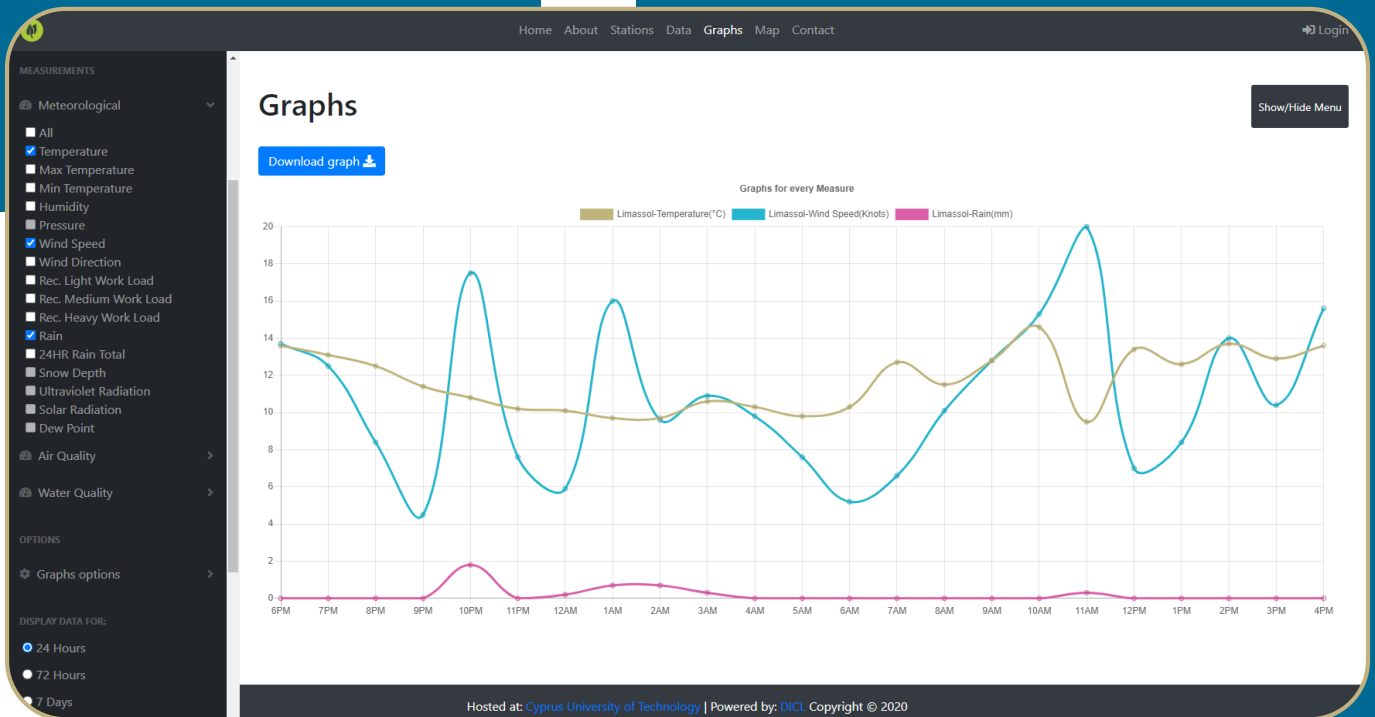 Home About Stations Data Graphs Map Contact
Login
MEASUREMENTS
Meteorological
All
Temperature
Max Temperature
Min Temperature
Humidity
Pressure
Wind Speed
Wind Direction
Rec. Light Work Load
Rec. Medium Work Load
Rec. Heavy Work Load
Rain
24HR Rain Total
Snow Depth
Ultraviolet Radiation
Solar Radiation
Dew Point
Air Quality
Water Quality
OPTIONS
Graphs options
DISPLAY DATA FOR:
24 Hours
72 Hours
7 Days
Graphs
Show/Hide Menu
Download graph
Graphs for every Measure
Limassol-Temperature(°C) Limassol-Wind Speed(Knots) Limassol-Rain(mm)
20
18
16
14
12
10
8
6
4
2
0
6PM 7PM 8PM 9PM 10PM 11PM 12AM 1AM 2AM 3AM 4AM 5AM 6AM 7AM 8AM 9AM 10AM 11AM 12PM 1PM 2PM 3PM 4PM
Hosted at: Cyprus University of Technology | Powered by: DICL Copyright © 2020